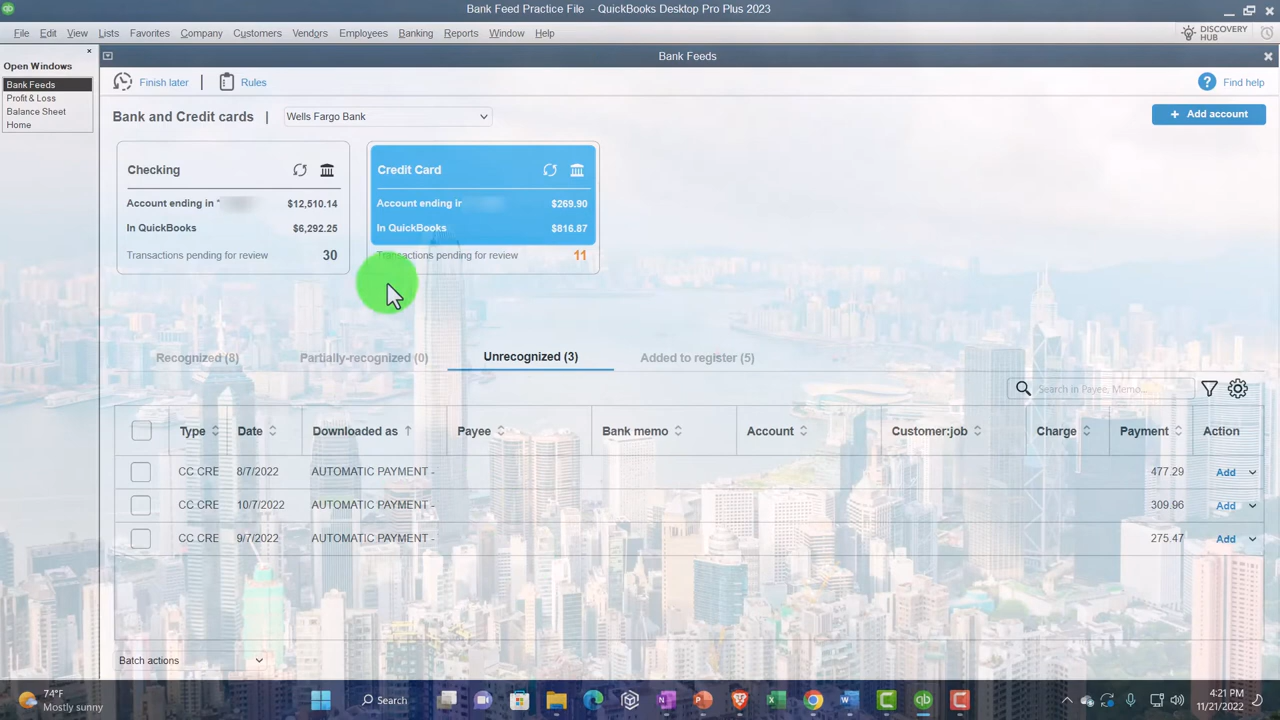 Bank Feed Practice File - QuickBooks Desktop Pro Plus 2023
File Edit View Lists Favorites Company Customers Vendors Employees Banking Reports Window Help
DISCOVERY HUB
Open Windows
Bank Feeds
Profit & Loss
Balance Sheet
Home
Bank Feeds
Finish later | Rules
Find help
Bank and Credit cards | Wells Fargo Bank
+ Add account
Checking
Account ending in $12,510.14
In QuickBooks $6,292.25
Transactions pending for review 30
Credit Card
Account ending in $269.90
In QuickBooks $816.87
Transactions pending for review 11
Recognized (8) Partially-recognized (0) Unrecognized (3) Added to register (5)
Search in Payee, Memo...
Type Date Downloaded as Payee Bank memo Account Customer:job Charge Payment Action
CC CRE 8/7/2022 AUTOMATIC PAYMENT - 477.29 Add
CC CRE 10/7/2022 AUTOMATIC PAYMENT - 309.96 Add
CC CRE 9/7/2022 AUTOMATIC PAYMENT - 275.47 Add
Batch actions
74°F
Mostly sunny
Search
4:21 PM
11/21/2022